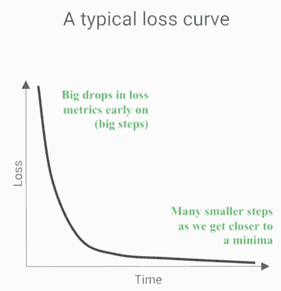 A typical loss curve
Big drops in loss
metrics early on
(big steps)
Many smaller steps
as we get closer to
a minima
Loss
Time